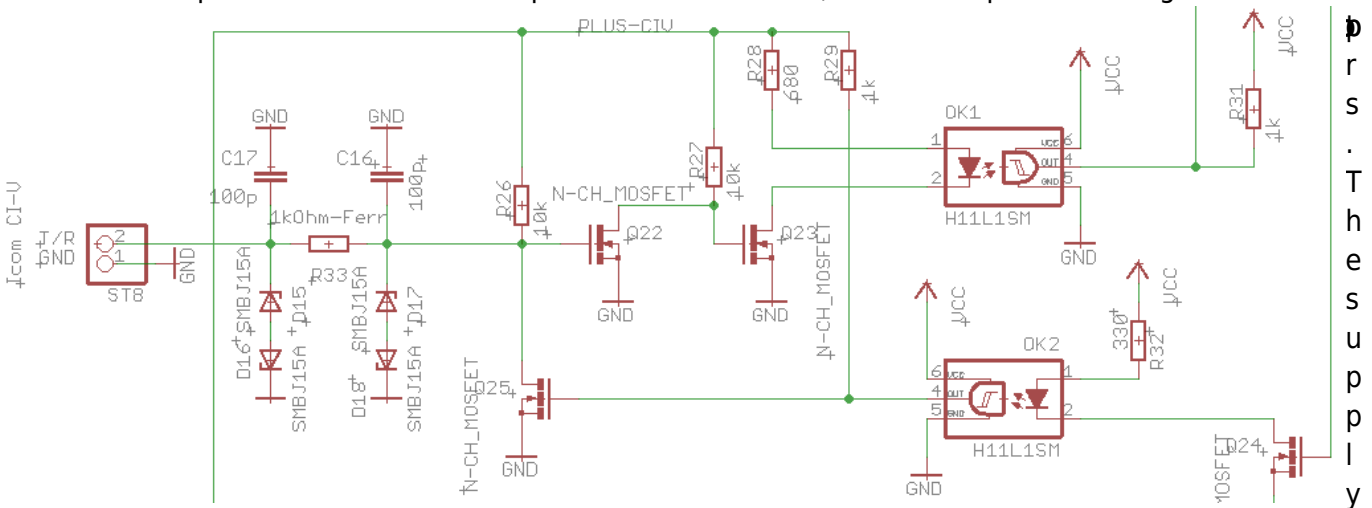 PLUS-CIV
VCC
R28
680
R29
1k
R31
1k
VCC
OK1
GND
GND
C17
100p
C16
100p
R27
10k
1
2
VCC 6
OUT 4
GND 5
H11L1SM
N-CH_MOSFET
R26
10k
1kOhm-Ferr
Icom CI-V
T/R
GND
2
1
ST8
GND
R33
Q22
Q23
N-CH_MOSFET
GND
GND
GND
SMBJ15A
D15
SMBJ15A
D17
D16
SMBJ15A
D18
SMBJ15A
VCC
VCC
330
R32
OK2
6 VCC
4 OUT
5 GND
1
2
H11L1SM
Q25
N-CH_MOSFET
GND
GND
Q24
MOSFET
r
s
.
T
h
e
s
u
p
p
l
y